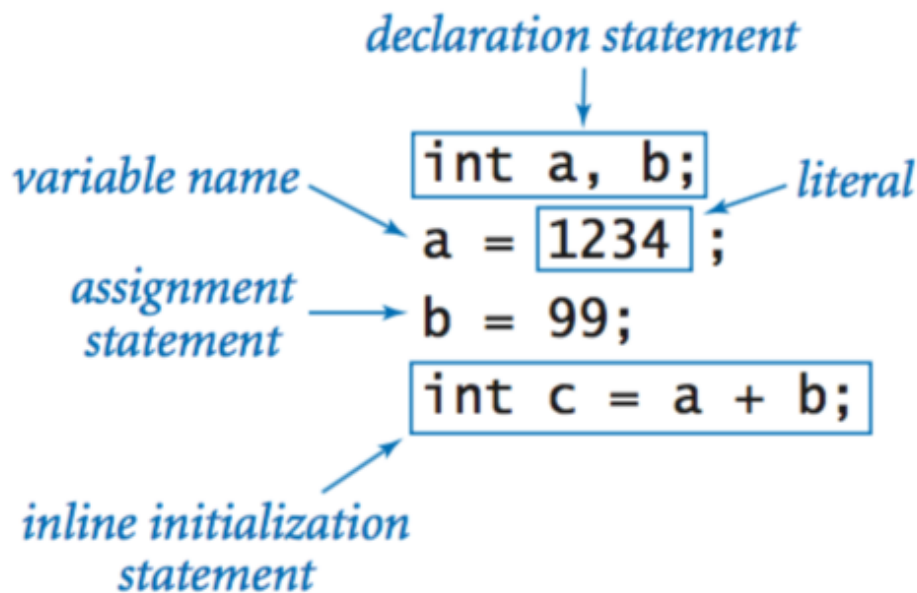 declaration statement
int a, b;
variable name
literal
a = 1234 ;
assignment
statement
b = 99;
int c = a + b;
inline initialization
statement